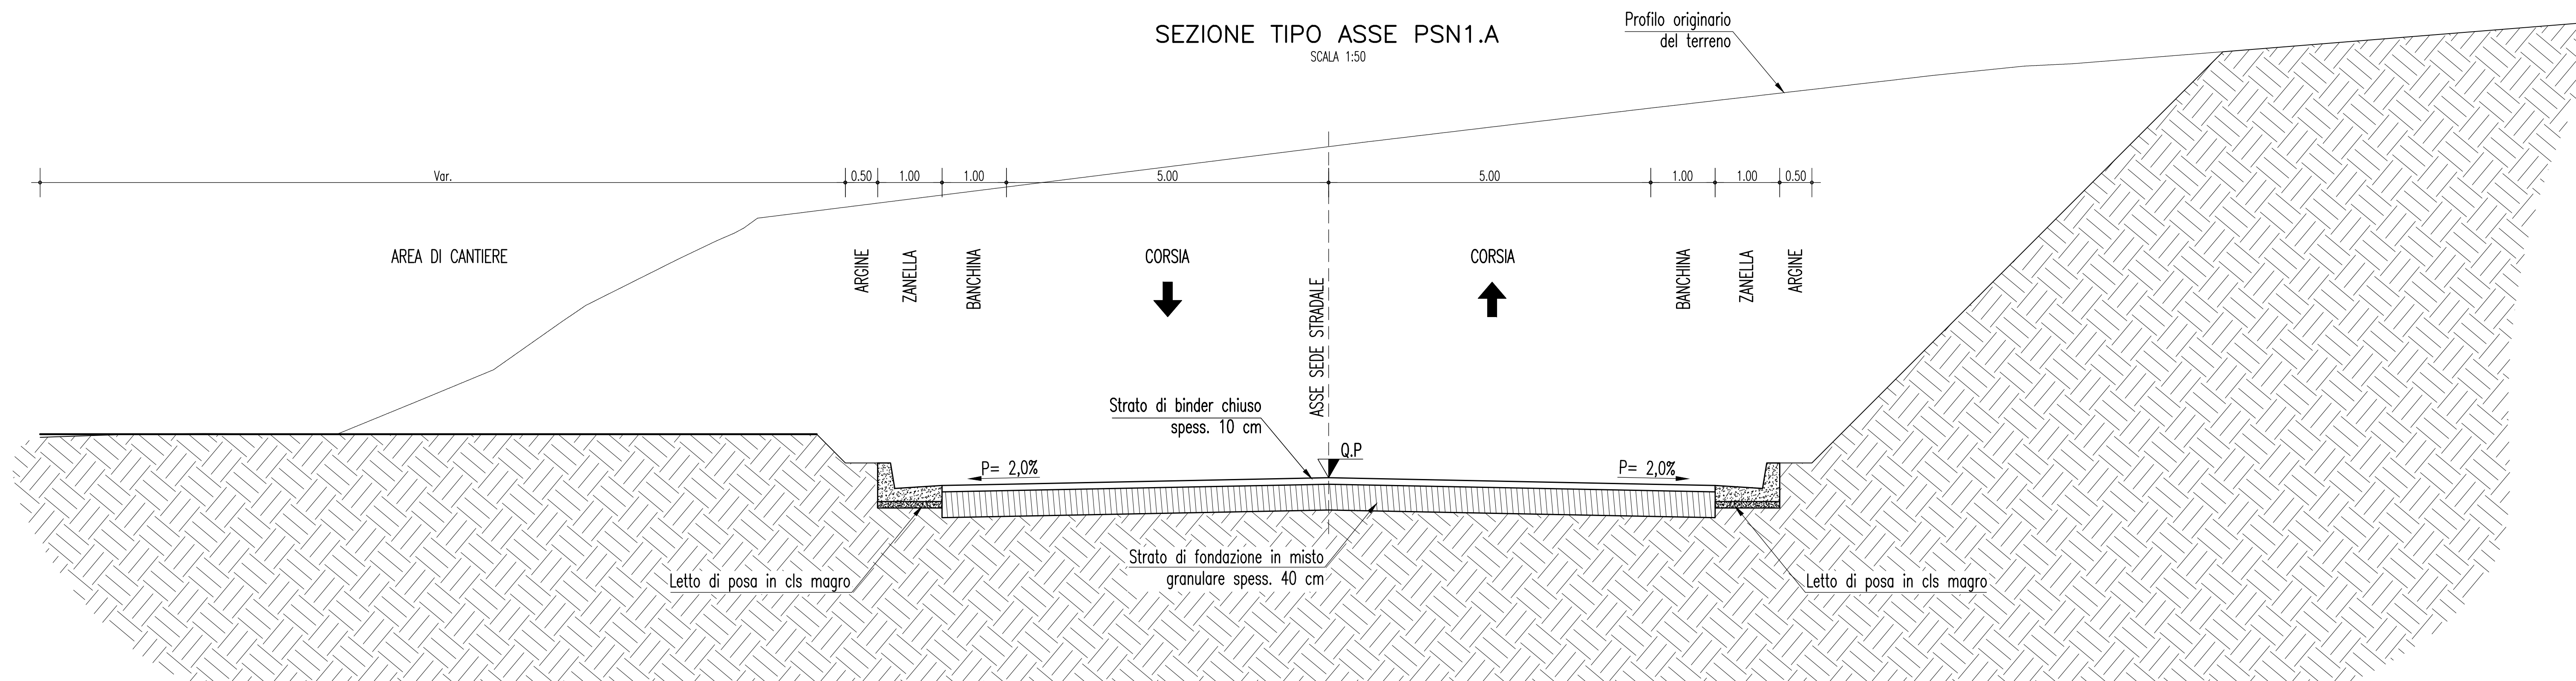 SEZIONE TIPO ASSE PSN1.A
SCALA 1:50
Profilo originario
del terreno
Var.
0.50
1.00
1.00
5.00
5.00
1.00
1.00
0.50
AREA DI CANTIERE
ARGINE
ZANELLA
BANCHINA
CORSIA
ASSE SEDE STRADALE
CORSIA
BANCHINA
ZANELLA
ARGINE
Strato di binder chiuso
spess. 10 cm
Q.P
P= 2,0%
P= 2,0%
Strato di fondazione in misto
granulare spess. 40 cm
Letto di posa in cls magro
Letto di posa in cls magro